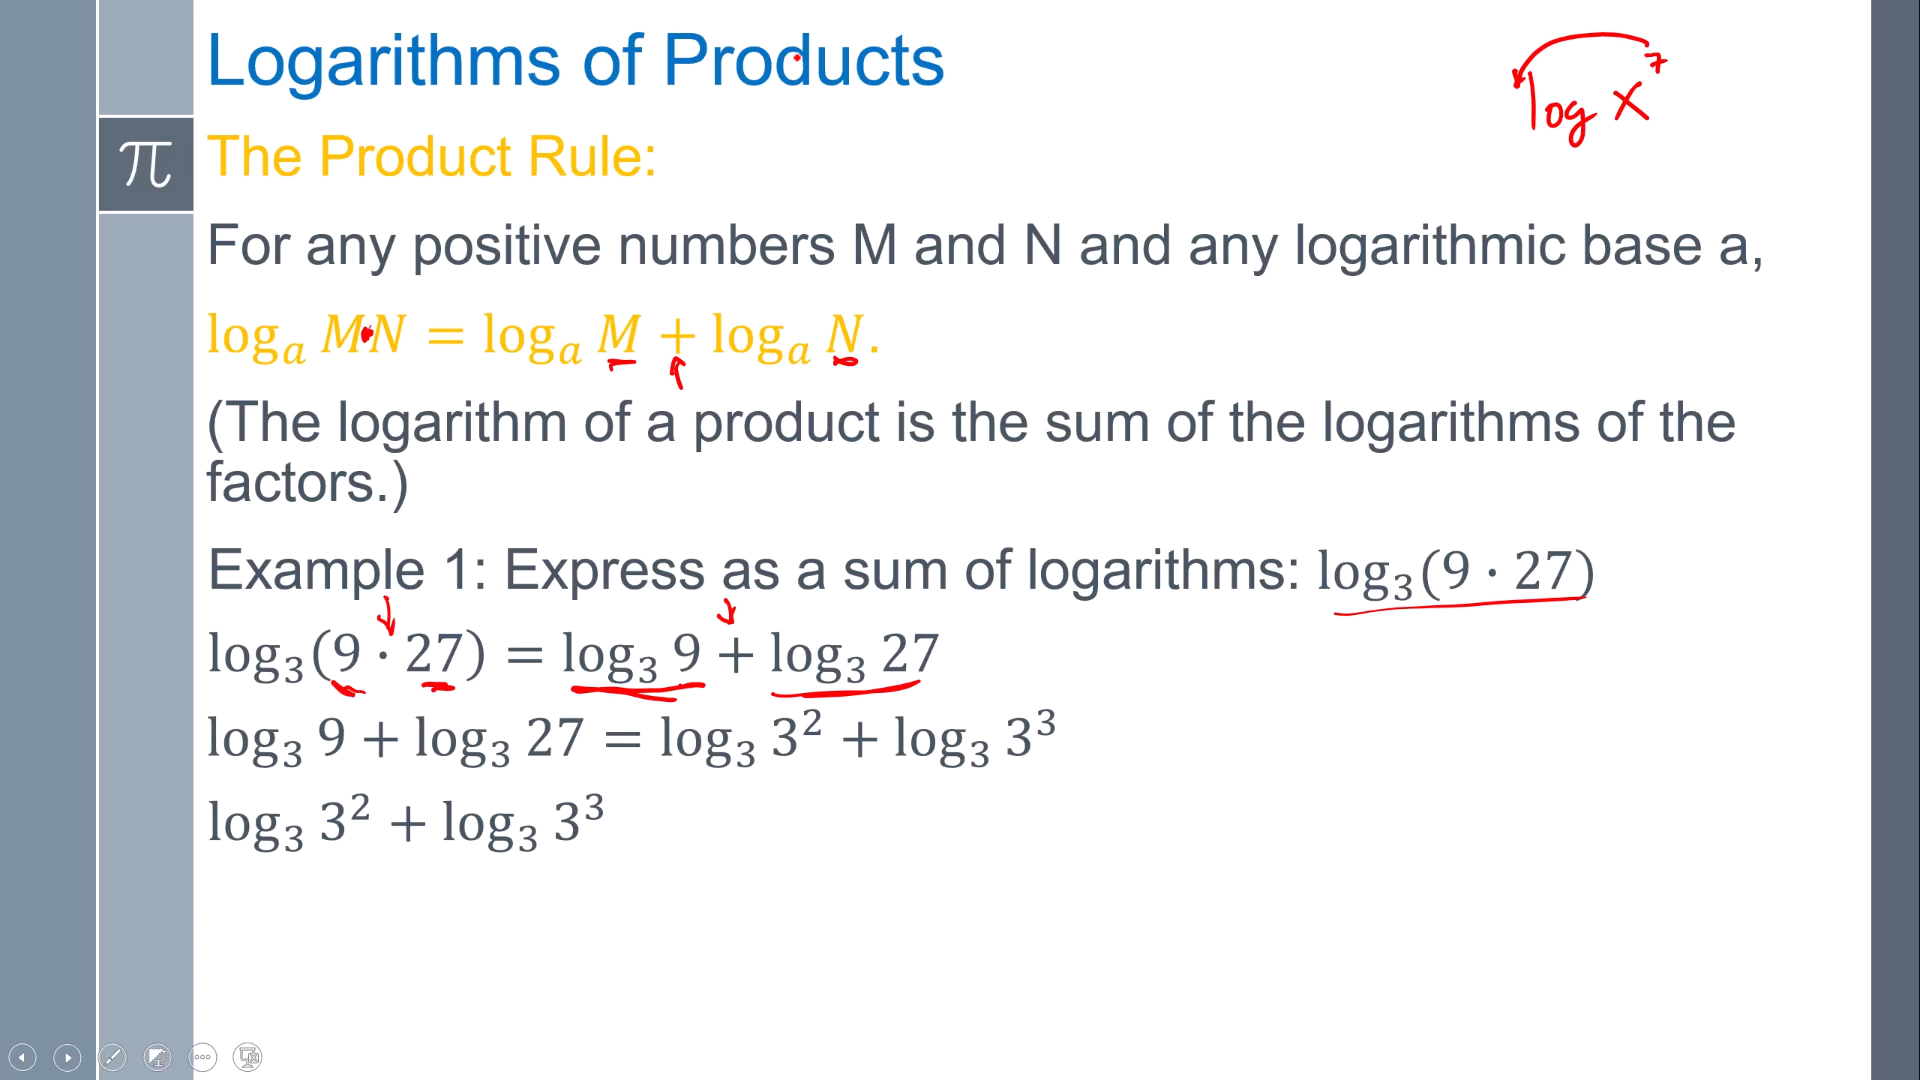 Logarithms of Products
log x⁷
π
The Product Rule:
For any positive numbers M and N and any logarithmic base a,
logₐ M·N = logₐ M + logₐ N.
(The logarithm of a product is the sum of the logarithms of the
factors.)
Example 1: Express as a sum of logarithms: log₃(9 · 27)
log₃(9 · 27) = log₃ 9 + log₃ 27
log₃ 9 + log₃ 27 = log₃ 3² + log₃ 3³
log₃ 3² + log₃ 3³